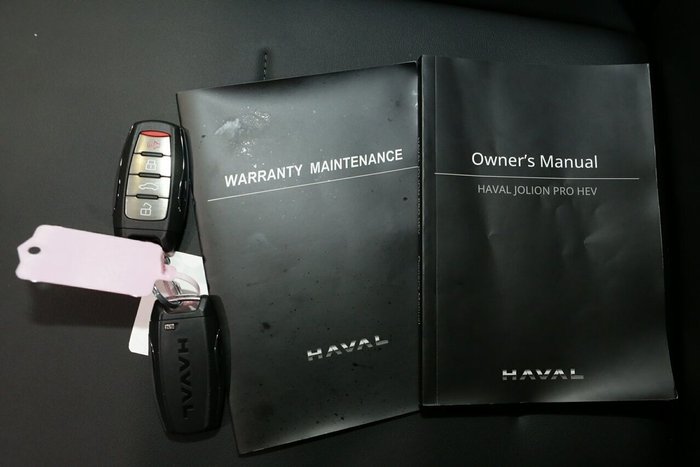 WARRANTY MAINTENANCE
HAVAL
Owner's Manual
HAVAL JOLION PRO HEV
HAVAL
HAVAL